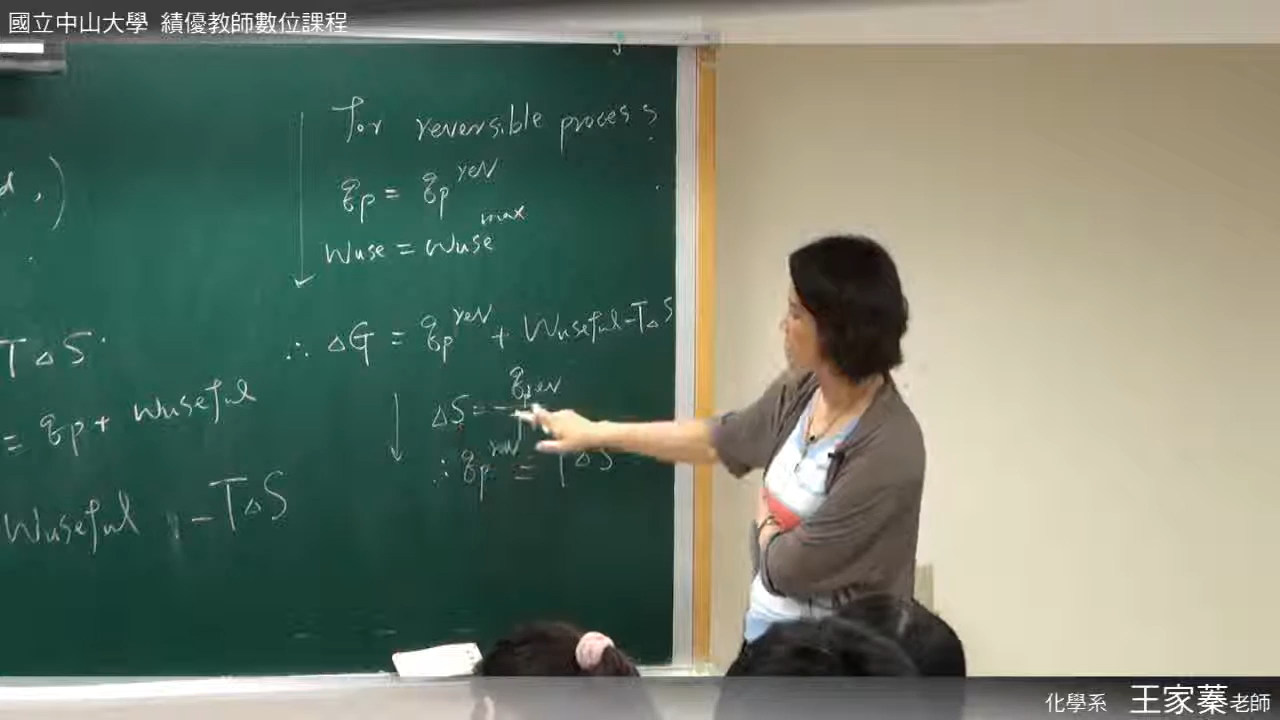 國立中山大學 績優教師數位課程
d , )
TΔS
= qp + Wuseful
Wuseful , -TΔS
For reversible process
qp = qp^rev
Wuse = Wuse^max
∴ ΔG = qp^rev + Wuseful - TΔS
ΔS = qp^rev
∴ qp^rev = TΔS
化學系 王家蓁老師